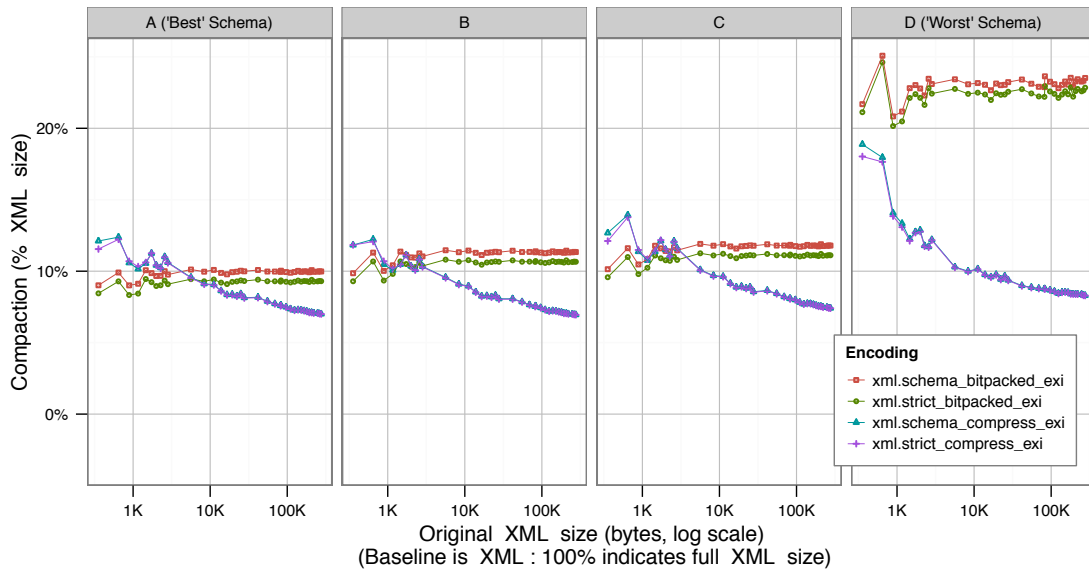 A ('Best' Schema)
B
C
D ('Worst' Schema)
Compaction (% XML size)
20%
10%
0%
1K 10K 100K
1K 10K 100K
1K 10K 100K
1K 10K 100K
Encoding
xml.schema_bitpacked_exi
xml.strict_bitpacked_exi
xml.schema_compress_exi
xml.strict_compress_exi
Original XML size (bytes, log scale)
(Baseline is XML : 100% indicates full XML size)